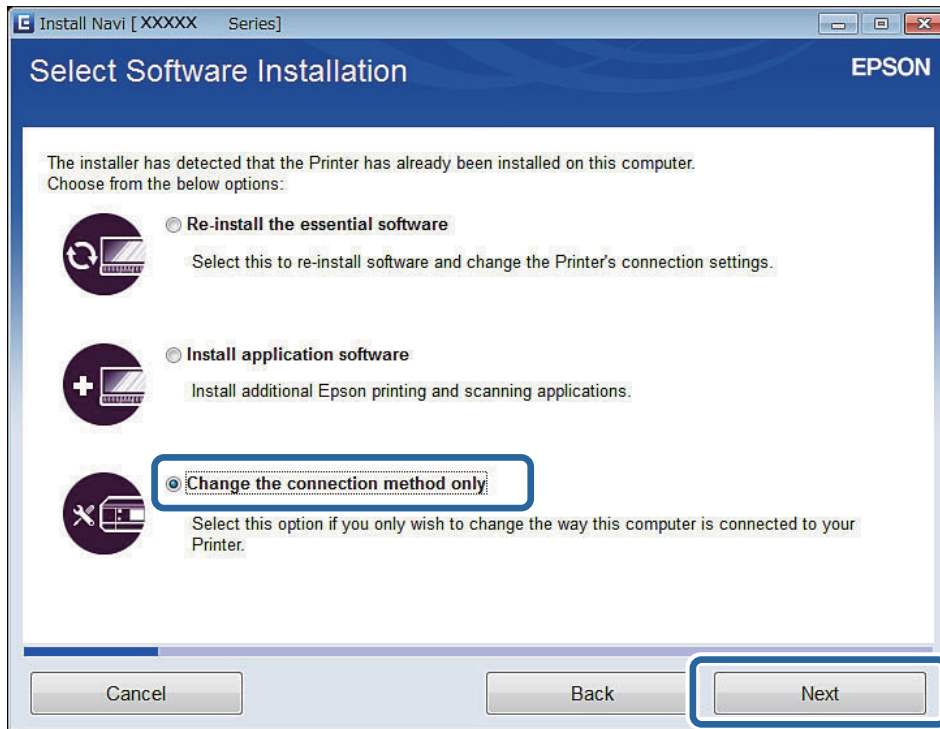 Install Navi [ XXXXX Series]
Select Software Installation
EPSON
The installer has detected that the Printer has already been installed on this computer.
Choose from the below options:
Re-install the essential software
Select this to re-install software and change the Printer's connection settings.
Install application software
Install additional Epson printing and scanning applications.
Change the connection method only
Select this option if you only wish to change the way this computer is connected to your
Printer.
Cancel
Back
Next